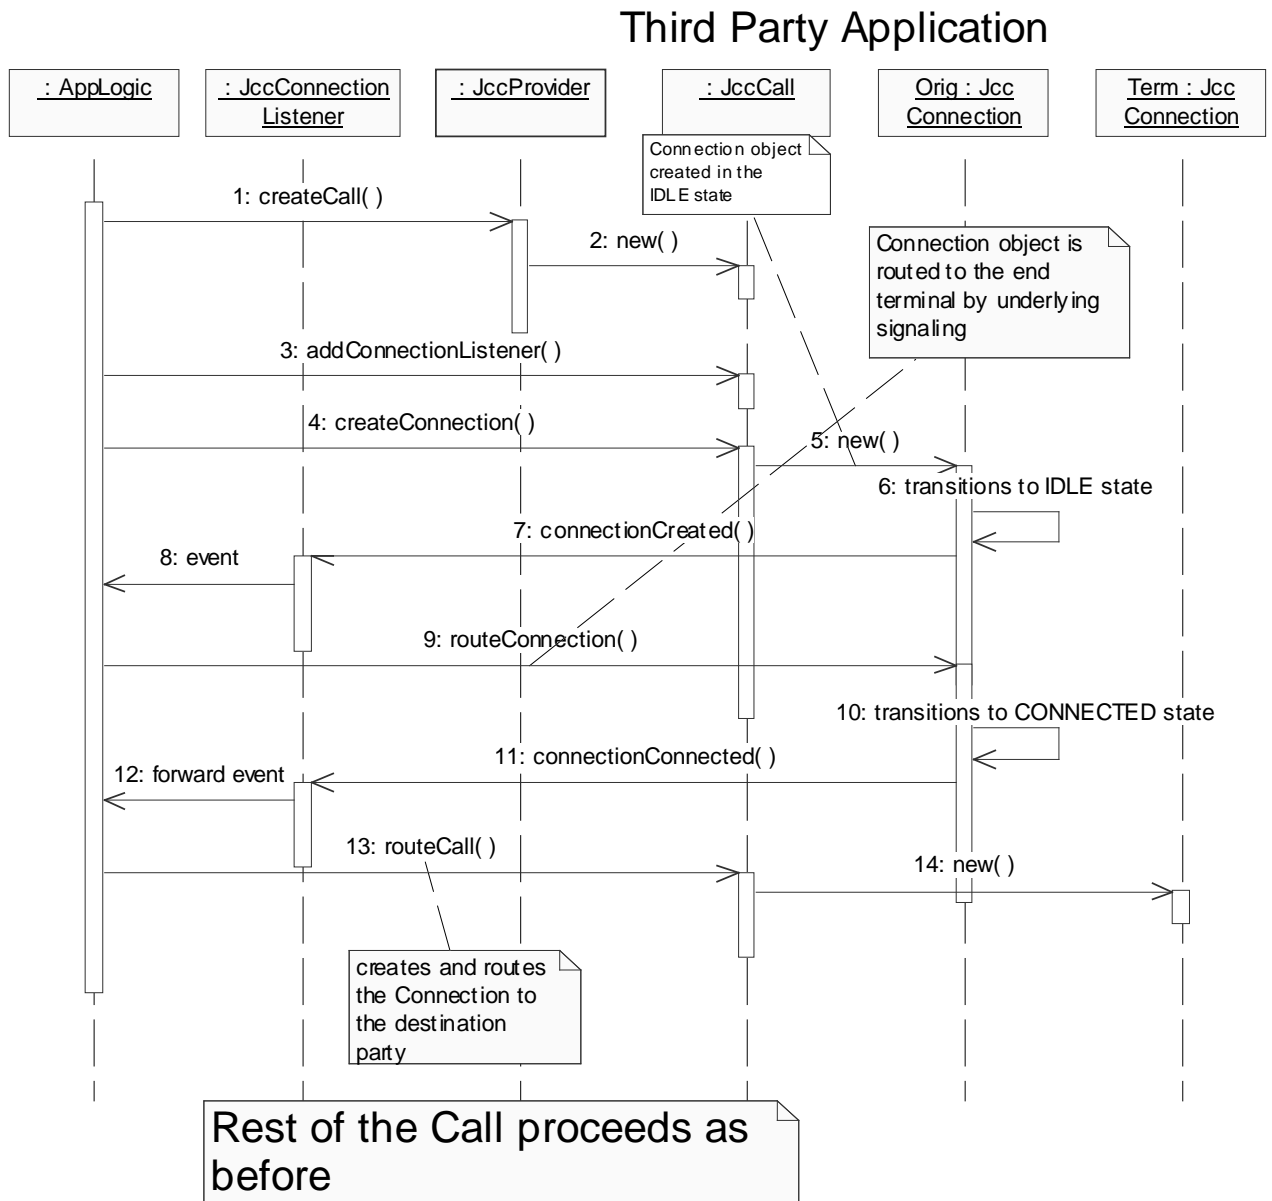 Third Party Application
: AppLogic
: JccConnection
Listener
: JccProvider
: JccCall
Orig : Jcc
Connection
Term : Jcc
Connection
Connection object
created in the
IDLE state
1: createCall( )
2: new( )
Connection object is
routed to the end
terminal by underlying
signaling
3: addConnectionListener( )
4: createConnection( )
5: new( )
6: transitions to IDLE state
7: connectionCreated( )
8: event
9: routeConnection( )
10: transitions to CONNECTED state
11: connectionConnected( )
12: forward event
13: routeCall( )
14: new( )
creates and routes
the Connection to
the destination
party
Rest of the Call proceeds as
before